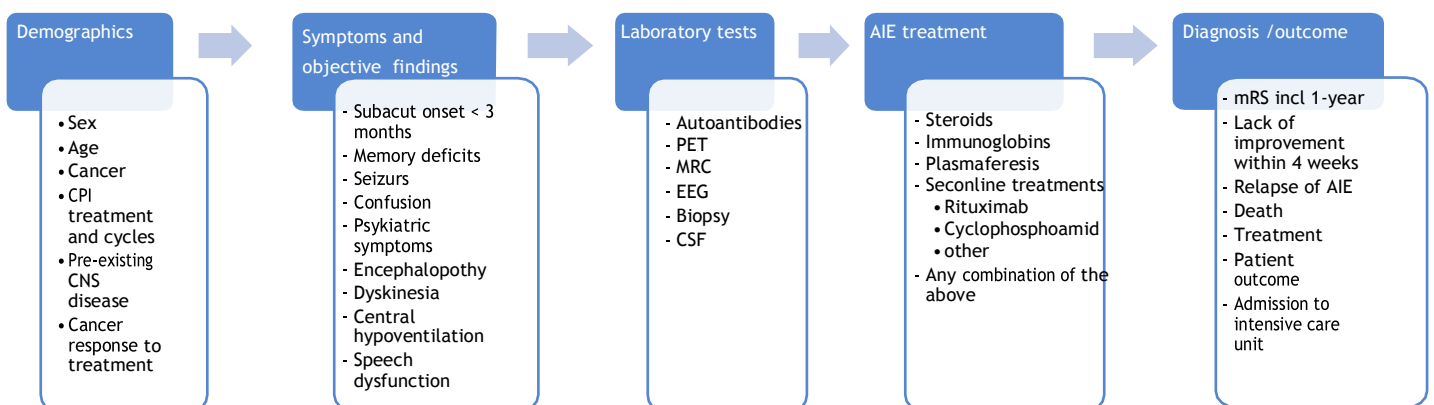 Demographics
• Sex
• Age
• Cancer
• CPI
treatment
and cycles
• Pre-existing
CNS
disease
• Cancer
response to
treatment
Symptoms and
objective findings
- Subacut onset < 3
months
- Memory deficits
- Seizurs
- Confusion
- Psykiatric
symptoms
- Encephalopothy
- Dyskinesia
- Central
hypoventilation
- Speech
dysfunction
Laboratory tests
- Autoantibodies
- PET
- MRC
- EEG
- Biopsy
- CSF
AIE treatment
- Steroids
- Immunoglobins
- Plasmaferesis
- Seconline treatments
• Rituximab
• Cyclophosphoamid
• other
- Any combination of the
above
Diagnosis /outcome
- mRS incl 1-year
- Lack of
improvement
within 4 weeks
- Relapse of AIE
- Death
- Treatment
- Patient
outcome
- Admission to
intensive care
unit